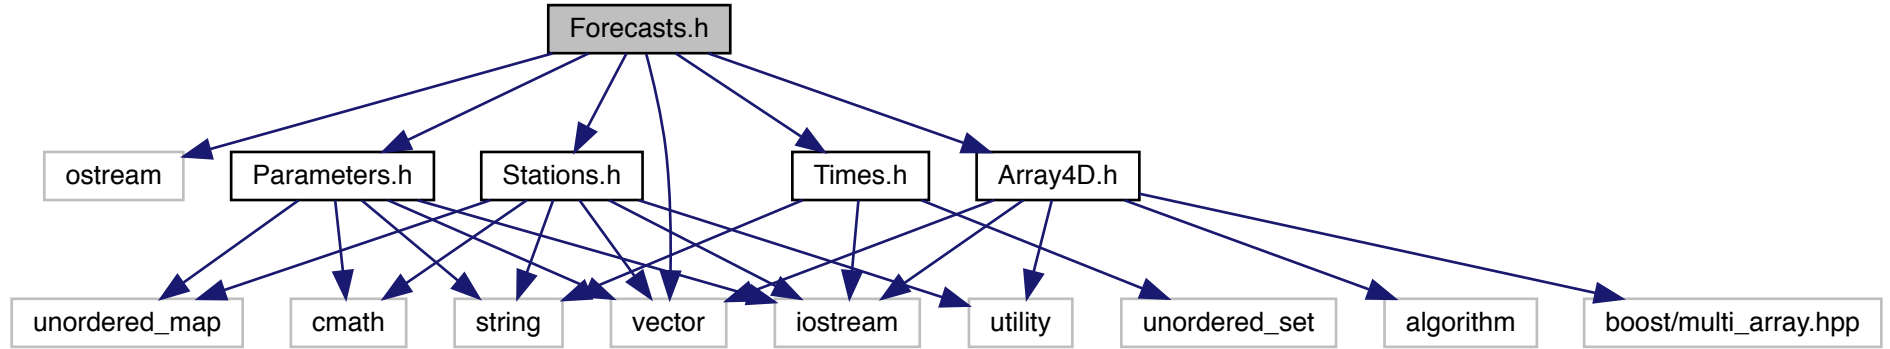 Forecasts.h
ostream
Parameters.h
Stations.h
Times.h
Array4D.h
unordered_map
cmath
string
vector
iostream
utility
unordered_set
algorithm
boost/multi_array.hpp